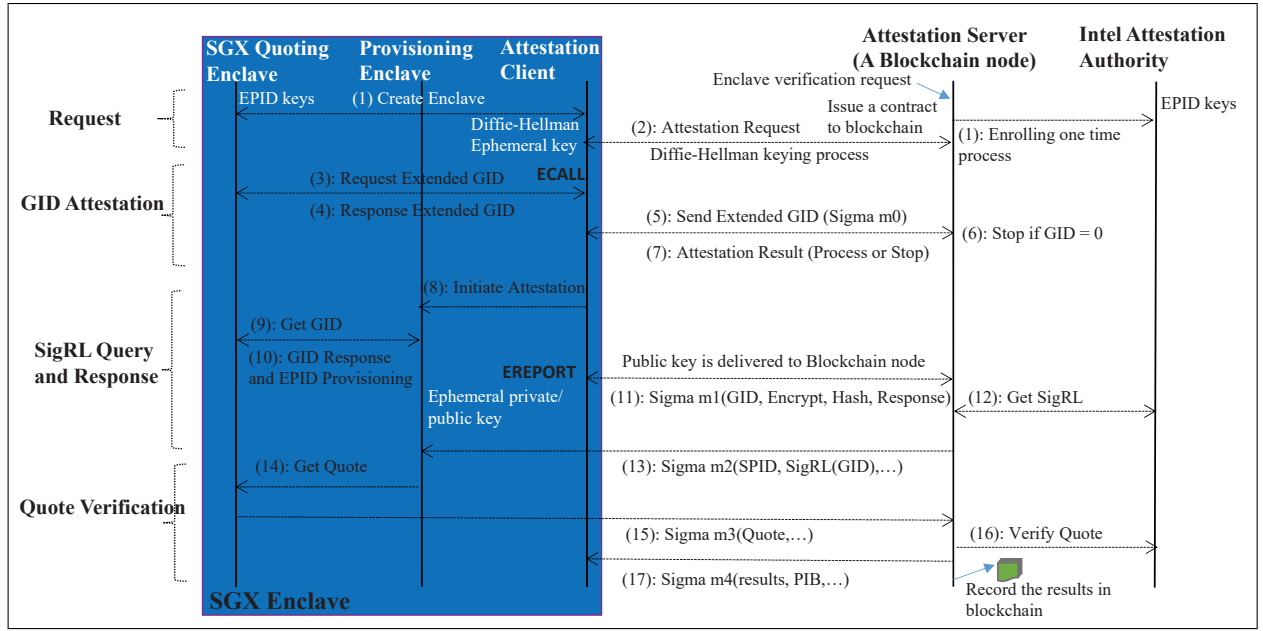 SGX Quoting
Enclave
Provisioning
Enclave
Attestation
Client
Attestation Server
(A Blockchain node)
Intel Attestation
Authority
Enclave verification request
Request
EPID keys
(1) Create Enclave
Issue a contract
to blockchain
EPID keys
Diffie-Hellman
Ephemeral key
(2): Attestation Request
Diffie-Hellman keying process
(1): Enrolling one time
process
GID Attestation
ECALL
(3): Request Extended GID
(4): Response Extended GID
(5): Send Extended GID (Sigma m0)
(6): Stop if GID = 0
(7): Attestation Result (Process or Stop)
SigRL Query
and Response
(8): Initiate Attestation
(9): Get GID
(10): GID Response
and EPID Provisioning
EREPORT
Public key is delivered to Blockchain node
Ephemeral private/
public key
(11): Sigma m1(GID, Encrypt, Hash, Response)
(12): Get SigRL
(13): Sigma m2(SPID, SigRL(GID),…)
Quote Verification
(14): Get Quote
(15): Sigma m3(Quote,…)
(16): Verify Quote
(17): Sigma m4(results, PIB,…)
Record the results in
blockchain
SGX Enclave